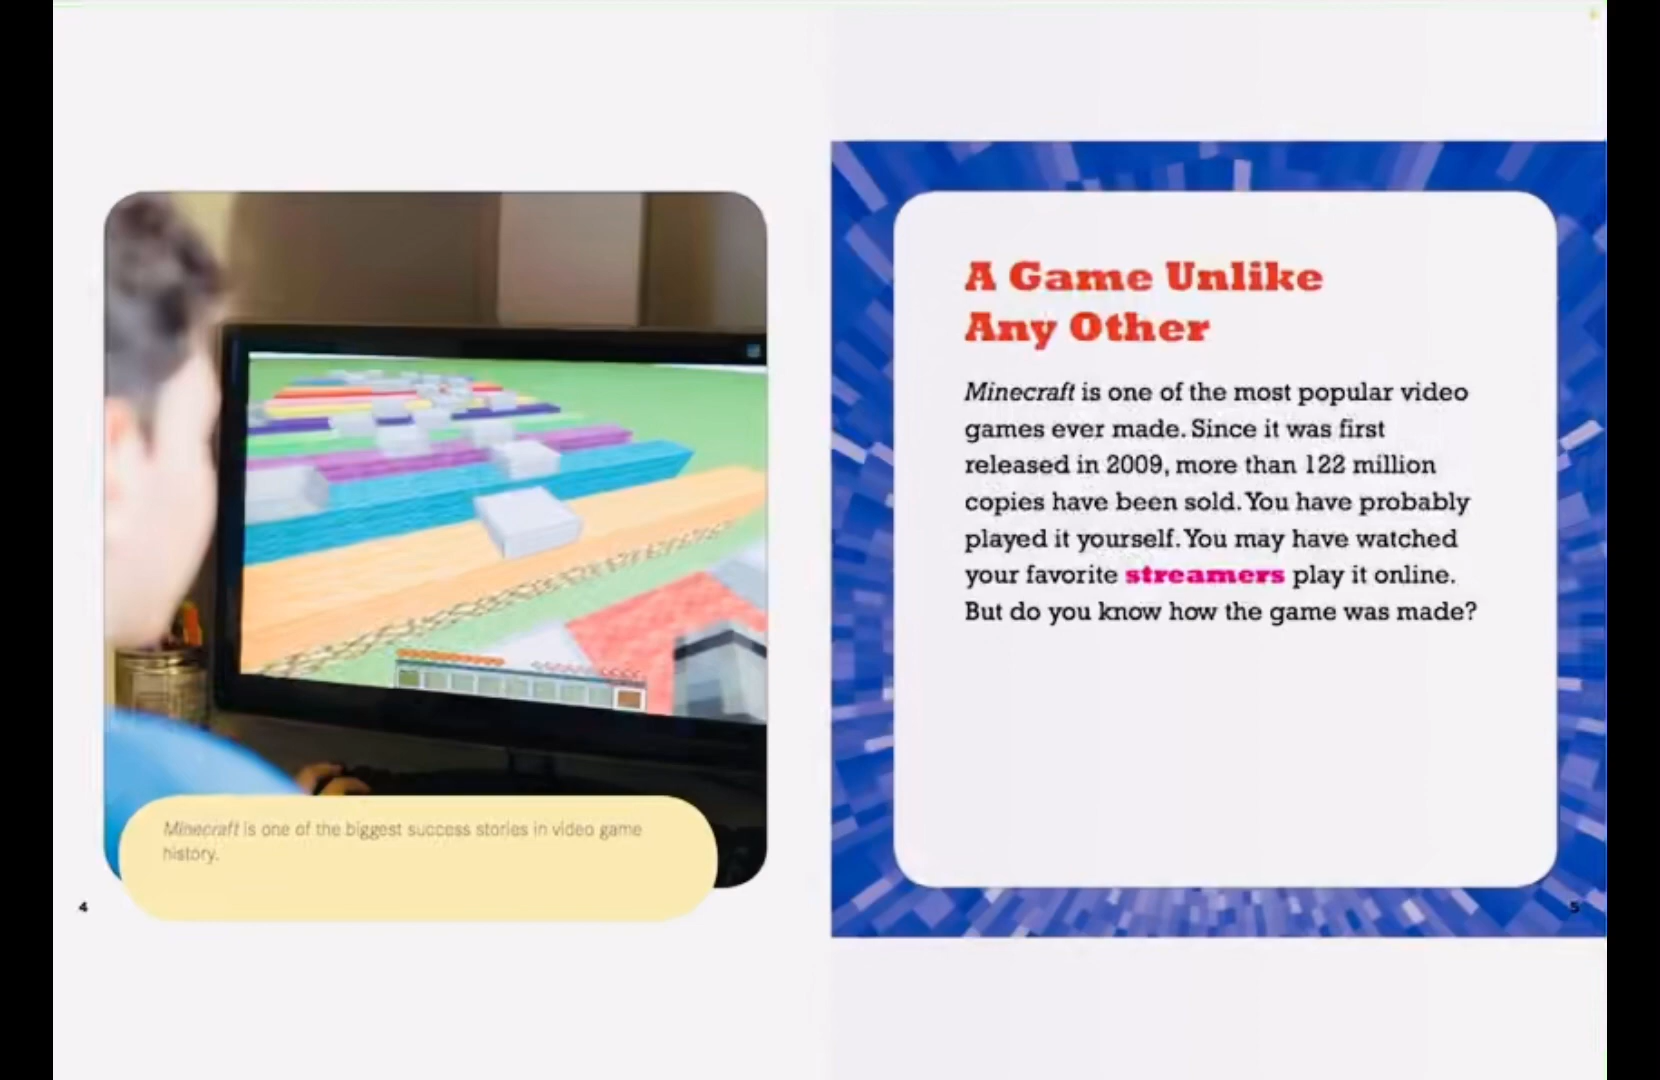 Minecraft is one of the biggest success stories in video game
history.
4
A Game Unlike
Any Other
Minecraft is one of the most popular video
games ever made. Since it was first
released in 2009, more than 122 million
copies have been sold. You have probably
played it yourself. You may have watched
your favorite streamers play it online.
But do you know how the game was made?
5